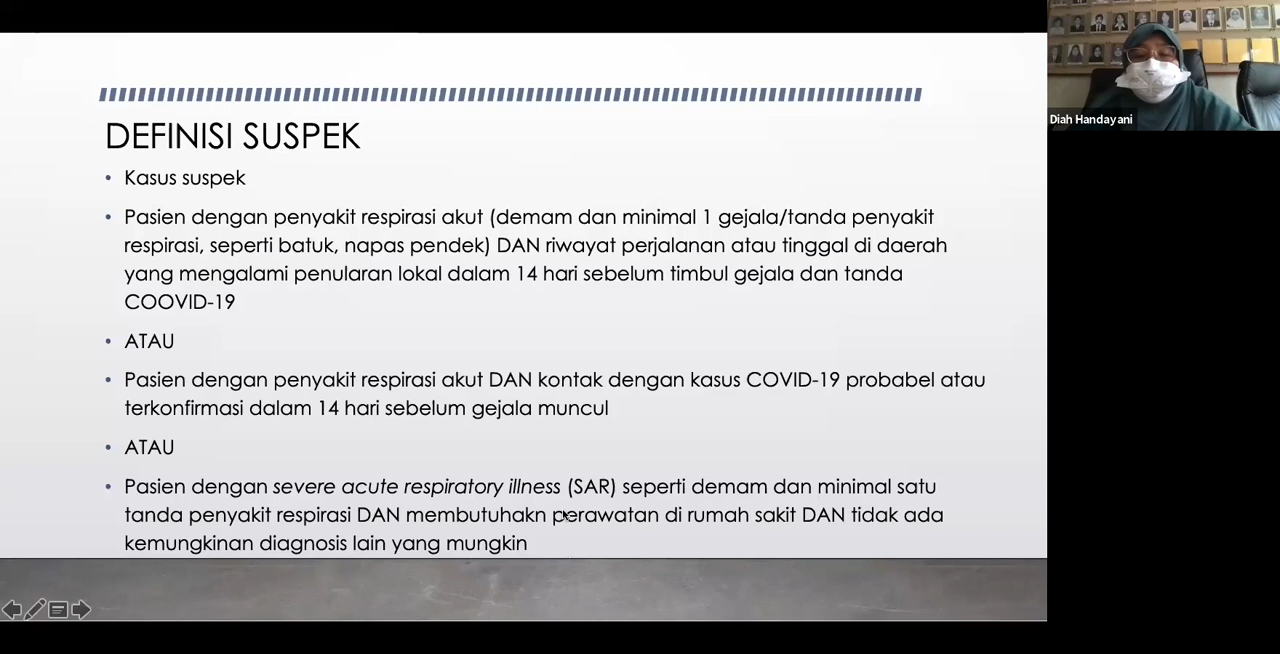 DEFINISI SUSPEK
• Kasus suspek
• Pasien dengan penyakit respirasi akut (demam dan minimal 1 gejala/tanda penyakit
respirasi, seperti batuk, napas pendek) DAN riwayat perjalanan atau tinggal di daerah
yang mengalami penularan lokal dalam 14 hari sebelum timbul gejala dan tanda
COOVID-19
• ATAU
• Pasien dengan penyakit respirasi akut DAN kontak dengan kasus COVID-19 probabel atau
terkonfirmasi dalam 14 hari sebelum gejala muncul
• ATAU
• Pasien dengan severe acute respiratory illness (SAR) seperti demam dan minimal satu
tanda penyakit respirasi DAN membutuhakn perawatan di rumah sakit DAN tidak ada
kemungkinan diagnosis lain yang mungkin
Diah Handayani